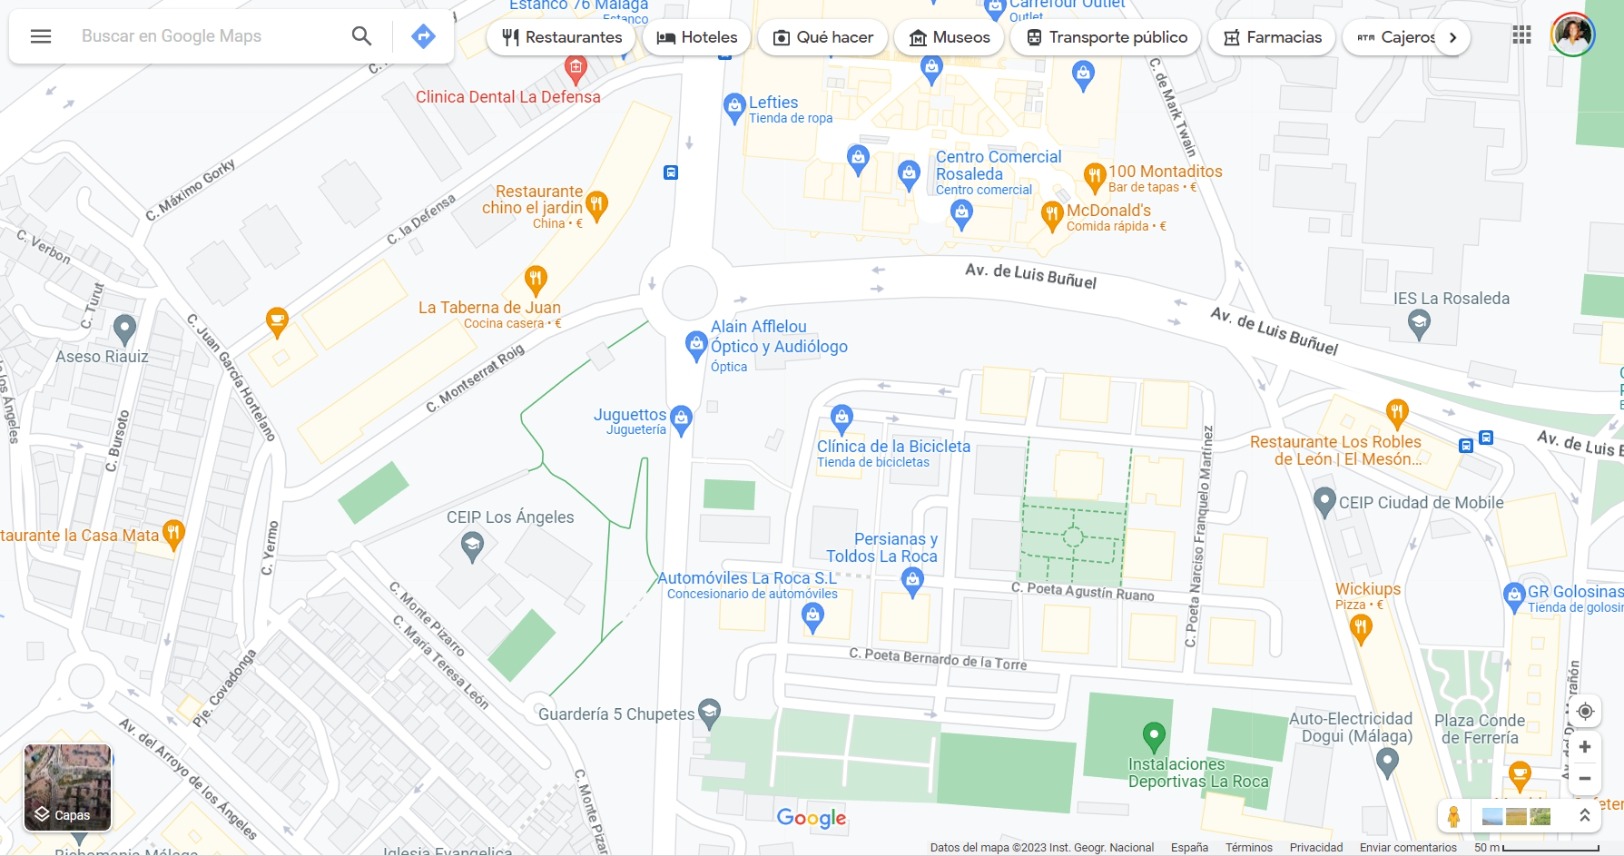 Estanco 76 Málaga
Estanco
Carrefour Outlet
Outlet
Buscar en Google Maps
Restaurantes
Hoteles
Qué hacer
Museos
Transporte público
Farmacias
ATM Cajeros
Clinica Dental La Defensa
Lefties
Tienda de ropa
C. de Mark Twain
Centro Comercial
Rosaleda
Centro comercial
100 Montaditos
Bar de tapas • €
McDonald's
Comida rápida • €
C. Máximo Gorky
Restaurante
chino el jardin
China • €
C. la Defensa
C. Verbon
Av. de Luis Buñuel
Av. de Luis Buñuel
IES La Rosaleda
C. Turut
La Taberna de Juan
Cocina casera • €
Aseso Riauiz
C. Juan García Hortelano
Alain Afflelou
Óptico y Audiólogo
Óptica
C. Montserrat Roig
los Ángeles
C. Bursoto
Juguettos
Juguetería
Clínica de la Bicicleta
Tienda de bicicletas
C. Poeta Narciso Franquelo Martínez
Restaurante Los Robles
de León | El Mesón...
Av. de Luis B
CEIP Ciudad de Mobile
CEIP Los Ángeles
taurante la Casa Mata
C. Yermo
Persianas y
Toldos La Roca
Automóviles La Roca S.L
Concesionario de automóviles
C. Poeta Agustín Ruano
Wickiups
Pizza • €
GR Golosinas
Tienda de golosin
C. Monte Pizarro
C. María Teresa León
C. Poeta Bernardo de la Torre
Pje. Covadonga
Guardería 5 Chupetes
Auto-Electricidad
Dogui (Málaga)
Plaza Conde
de Ferrería
Av. del Arroyo de los Ángeles
Instalaciones
Deportivas La Roca
C. Monte Pizar
Capas
Google
Iglesia Evangelica
Datos del mapa ©2023 Inst. Geogr. Nacional
España
Términos
Privacidad
Enviar comentarios
50 m